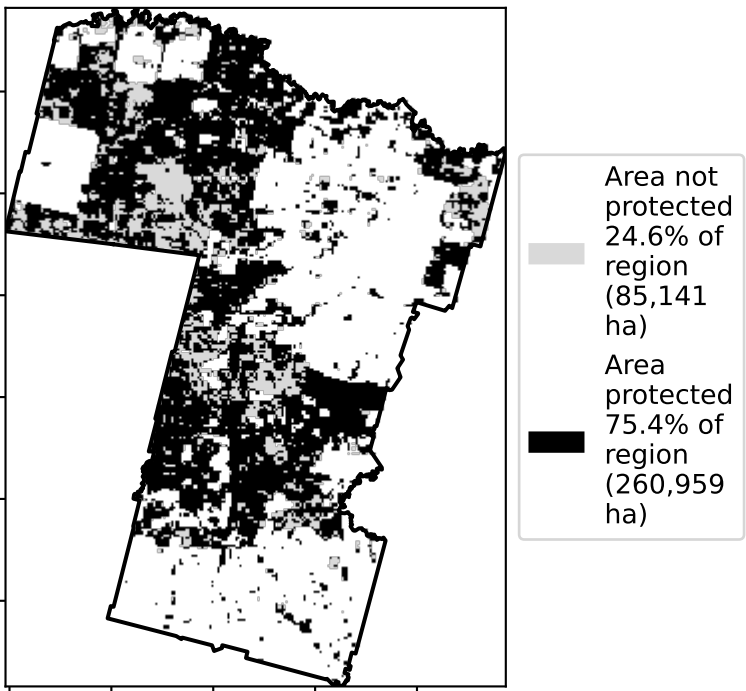 Area not
protected
24.6% of
region
(85,141
ha)
Area
protected
75.4% of
region
(260,959
ha)